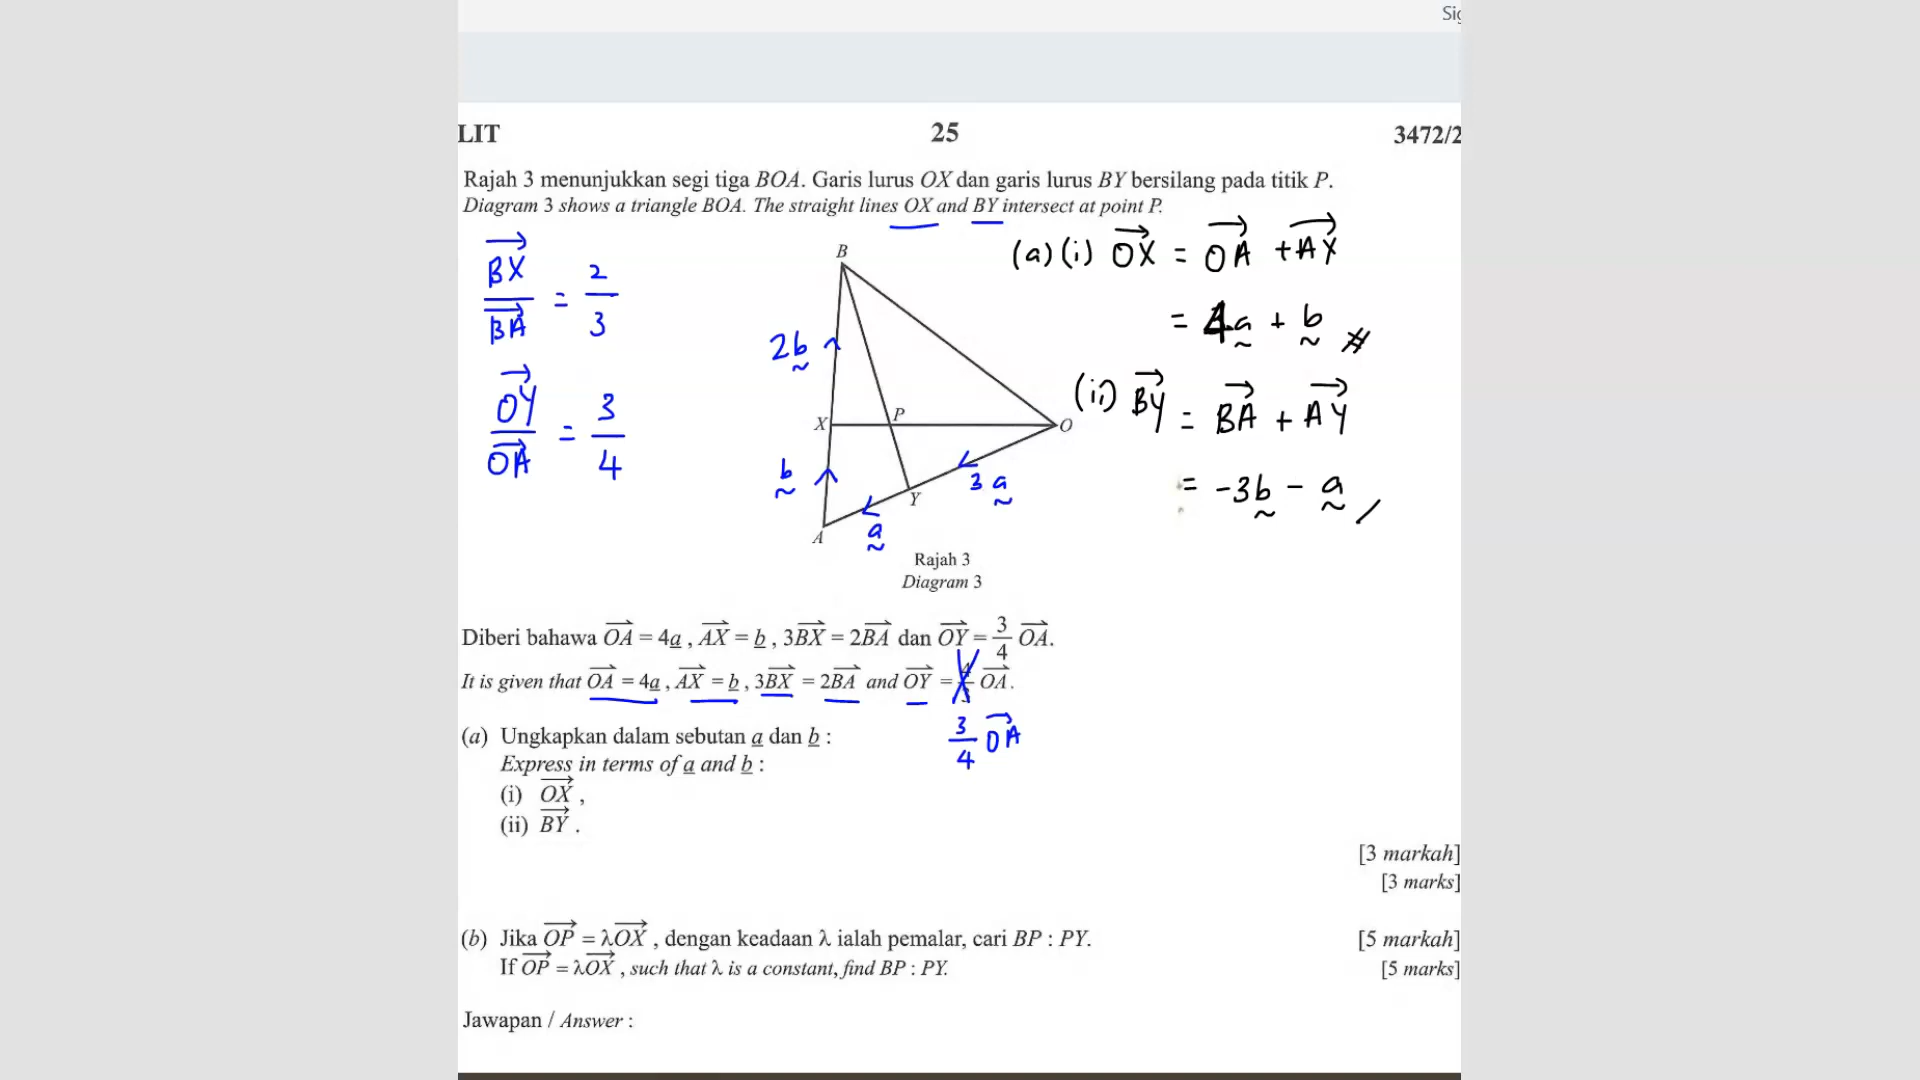 LIT 25 3472/2
Rajah 3 menunjukkan segi tiga BOA. Garis lurus OX dan garis lurus BY bersilang pada titik P.
Diagram 3 shows a triangle BOA. The straight lines OX and BY intersect at point P.
BX/BA = 2/3
OY/OA = 3/4
B
2b
X
P
O
b
3a
Y
A
a
Rajah 3
Diagram 3
(a)(i) OX = OA + AX
= 4a + b #
(ii) BY = BA + AY
= -3b - a /
Diberi bahawa OA = 4a , AX = b , 3BX = 2BA dan OY = 3/4 OA.
It is given that OA = 4a , AX = b , 3BX = 2BA and OY = OA.
3/4 OA
(a) Ungkapkan dalam sebutan a dan b :
Express in terms of a and b :
(i) OX ,
(ii) BY .
[3 markah]
[3 marks]
(b) Jika OP = λOX , dengan keadaan λ ialah pemalar, cari BP : PY. [5 markah]
If OP = λOX , such that λ is a constant, find BP : PY. [5 marks]
Jawapan / Answer :